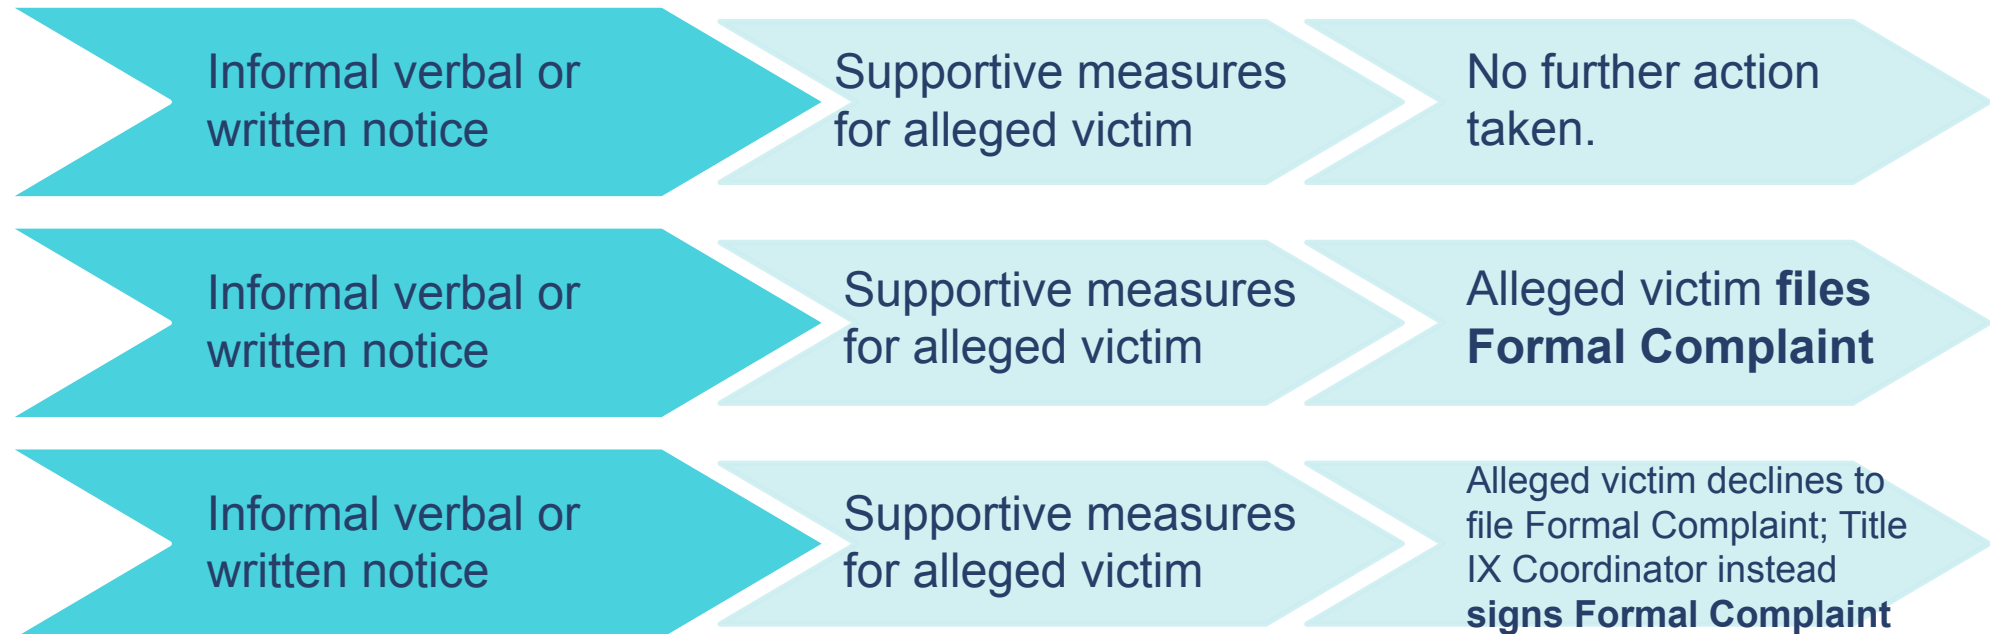 Informal verbal or
written notice
Supportive measures
for alleged victim
No further action
taken.
Informal verbal or
written notice
Supportive measures
for alleged victim
Alleged victim files
Formal Complaint
Informal verbal or
written notice
Supportive measures
for alleged victim
Alleged victim declines to
file Formal Complaint; Title
IX Coordinator instead
signs Formal Complaint